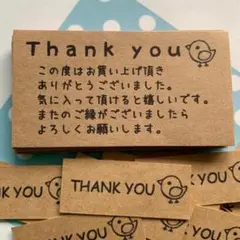 Thank you
この度はお買い上げ頂き
ありがとうございました。
気に入って頂けると嬉しいです。
またのご縁がございましたら
よろしくお願いします。
THANK YOU
THANK YOU
THANK YOU